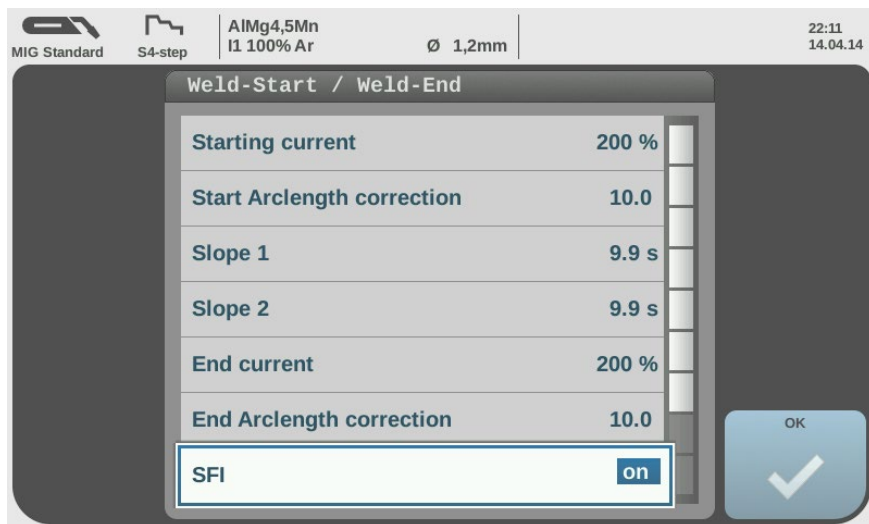 MIG Standard
S4-step
AlMg4,5Mn
I1 100% Ar Ø 1,2mm
22:11
14.04.14
Weld-Start / Weld-End
Starting current 200 %
Start Arclength correction 10.0
Slope 1 9.9 s
Slope 2 9.9 s
End current 200 %
End Arclength correction 10.0
SFI on
OK